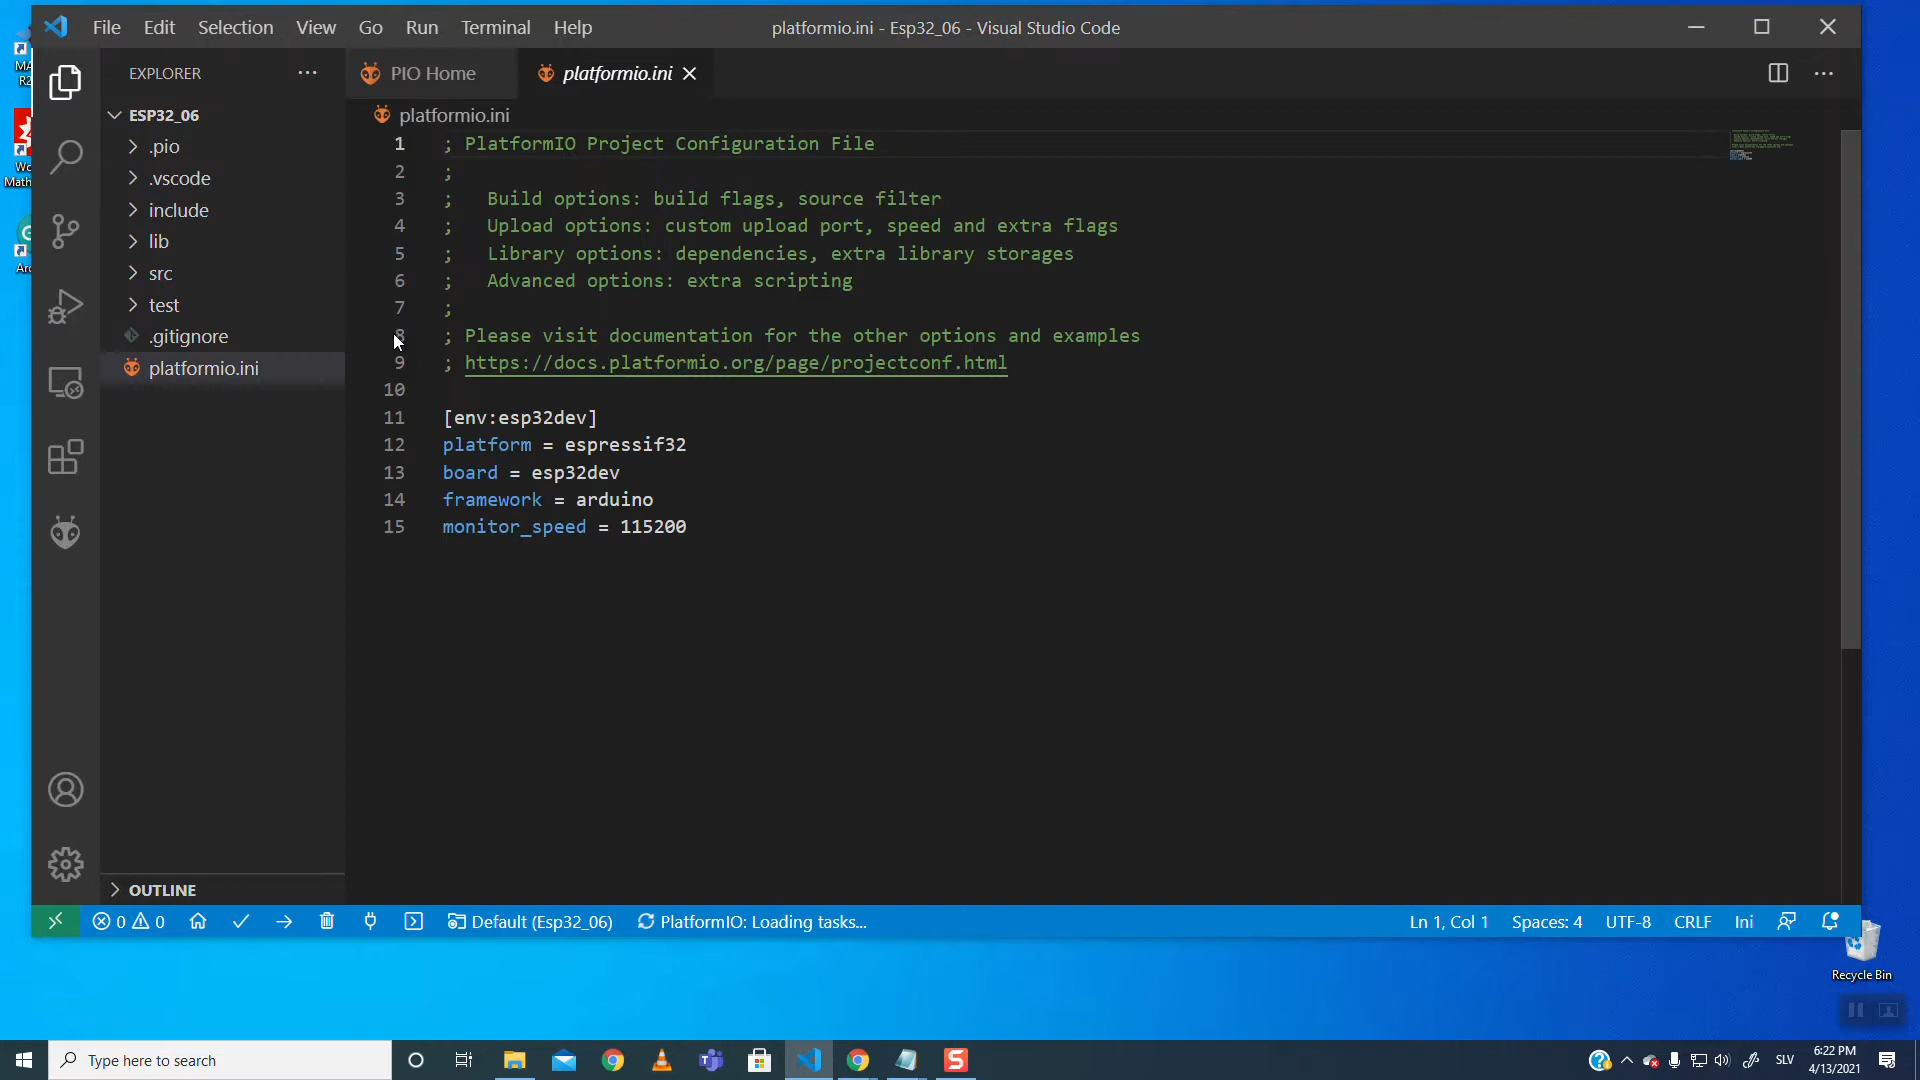 File Edit Selection View Go Run Terminal Help
platformio.ini - Esp32_06 - Visual Studio Code
EXPLORER
PIO Home
platformio.ini
ESP32_06
.pio
.vscode
include
lib
src
test
.gitignore
platformio.ini
platformio.ini
1 ; PlatformIO Project Configuration File
2 ;
3 ;   Build options: build flags, source filter
4 ;   Upload options: custom upload port, speed and extra flags
5 ;   Library options: dependencies, extra library storages
6 ;   Advanced options: extra scripting
7 ;
8 ; Please visit documentation for the other options and examples
9 ; https://docs.platformio.org/page/projectconf.html
10
11 [env:esp32dev]
12 platform = espressif32
13 board = esp32dev
14 framework = arduino
15 monitor_speed = 115200
OUTLINE
0 0 Default (Esp32_06) PlatformIO: Loading tasks... Ln 1, Col 1 Spaces: 4 UTF-8 CRLF Ini
Recycle Bin
Type here to search
SLV
6:22 PM
4/13/2021